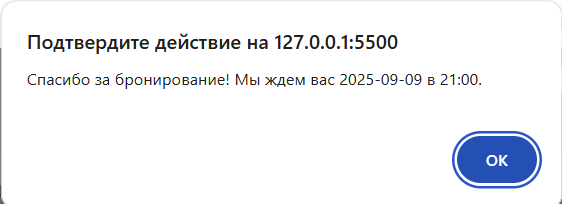 Подтвердите действие на 127.0.0.1:5500
Спасибо за бронирование! Мы ждем вас 2025-09-09 в 21:00.
ОК